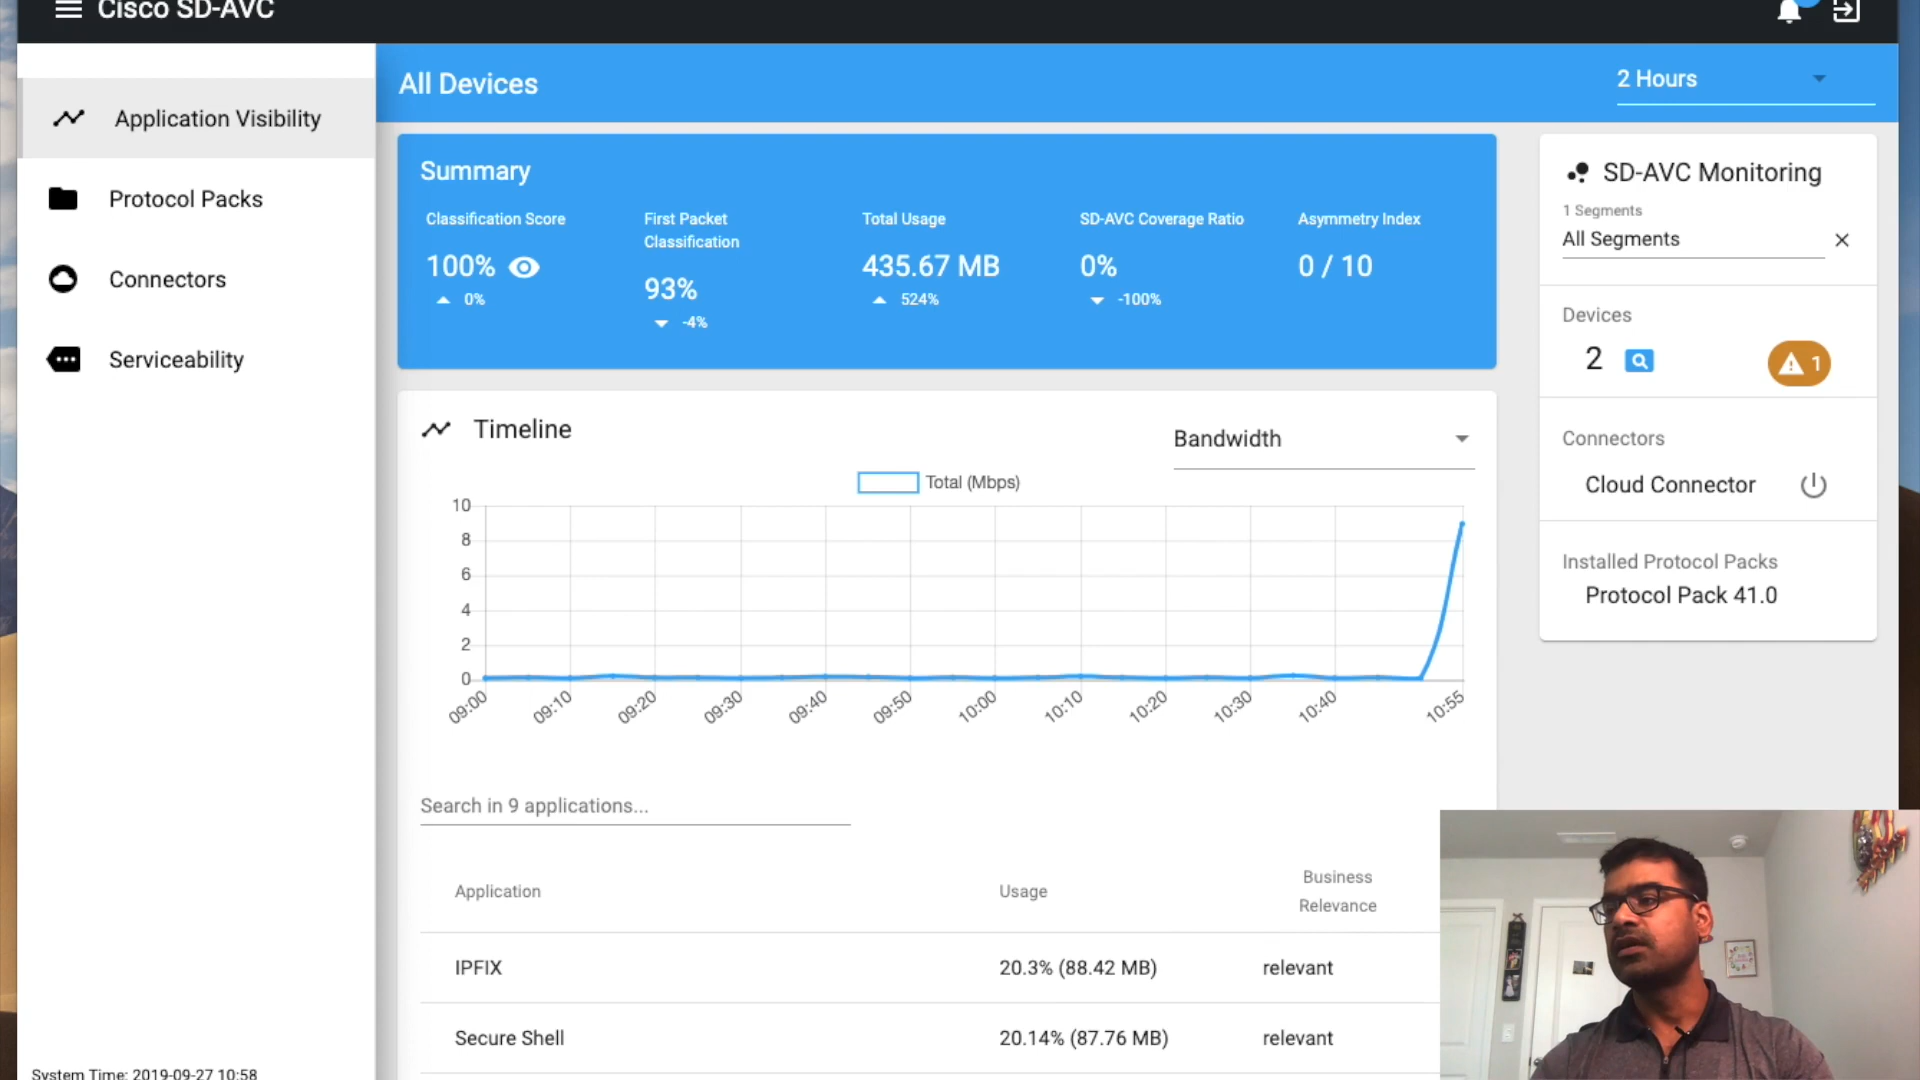 Cisco SD-AVC
Application Visibility
Protocol Packs
Connectors
Serviceability
System Time: 2019-09-27 10:58
All Devices
2 Hours
Summary
Classification Score
100%
0%
First Packet
Classification
93%
-4%
Total Usage
435.67 MB
524%
SD-AVC Coverage Ratio
0%
-100%
Asymmetry Index
0 / 10
Timeline
Bandwidth
Total (Mbps)
10
8
6
4
2
0
09:00
09:10
09:20
09:30
09:40
09:50
10:00
10:10
10:20
10:30
10:40
10:55
Search in 9 applications...
Application
Usage
Business
Relevance
IPFIX
20.3% (88.42 MB)
relevant
Secure Shell
20.14% (87.76 MB)
relevant
SD-AVC Monitoring
1 Segments
All Segments
Devices
2
1
Connectors
Cloud Connector
Installed Protocol Packs
Protocol Pack 41.0